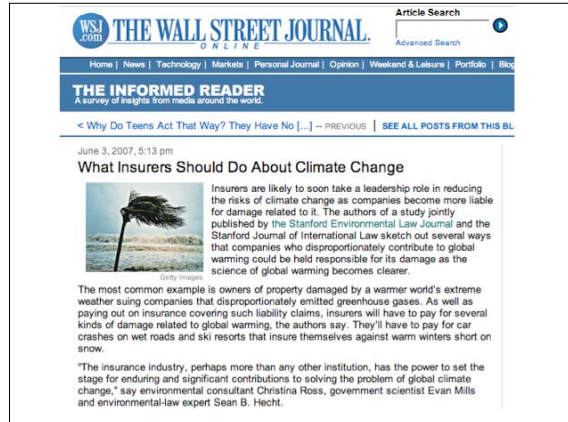 Article Search
WSJ .com THE WALL STREET JOURNAL.
ONLINE
Advanced Search
Home | News | Technology | Markets | Personal Journal | Opinion | Weekend & Leisure | Portfolio | Blog
THE INFORMED READER
A survey of insights from media around the world.
< Why Do Teens Act That Way? They Have No [...] – PREVIOUS | SEE ALL POSTS FROM THIS BL
June 3, 2007, 5:13 pm
What Insurers Should Do About Climate Change
Insurers are likely to soon take a leadership role in reducing
the risks of climate change as companies become more liable
for damage related to it. The authors of a study jointly
published by the Stanford Environmental Law Journal and the
Stanford Journal of International Law sketch out several ways
that companies who disproportionately contribute to global
warming could be held responsible for its damage as the
science of global warming becomes clearer.
Getty Images
The most common example is owners of property damaged by a warmer world's extreme
weather suing companies that disproportionately emitted greenhouse gases. As well as
paying out on insurance covering such liability claims, insurers will have to pay for several
kinds of damage related to global warming, the authors say. They'll have to pay for car
crashes on wet roads and ski resorts that insure themselves against warm winters short on
snow.
"The insurance industry, perhaps more than any other institution, has the power to set the
stage for enduring and significant contributions to solving the problem of global climate
change," say environmental consultant Christina Ross, government scientist Evan Mills
and environmental-law expert Sean B. Hecht.